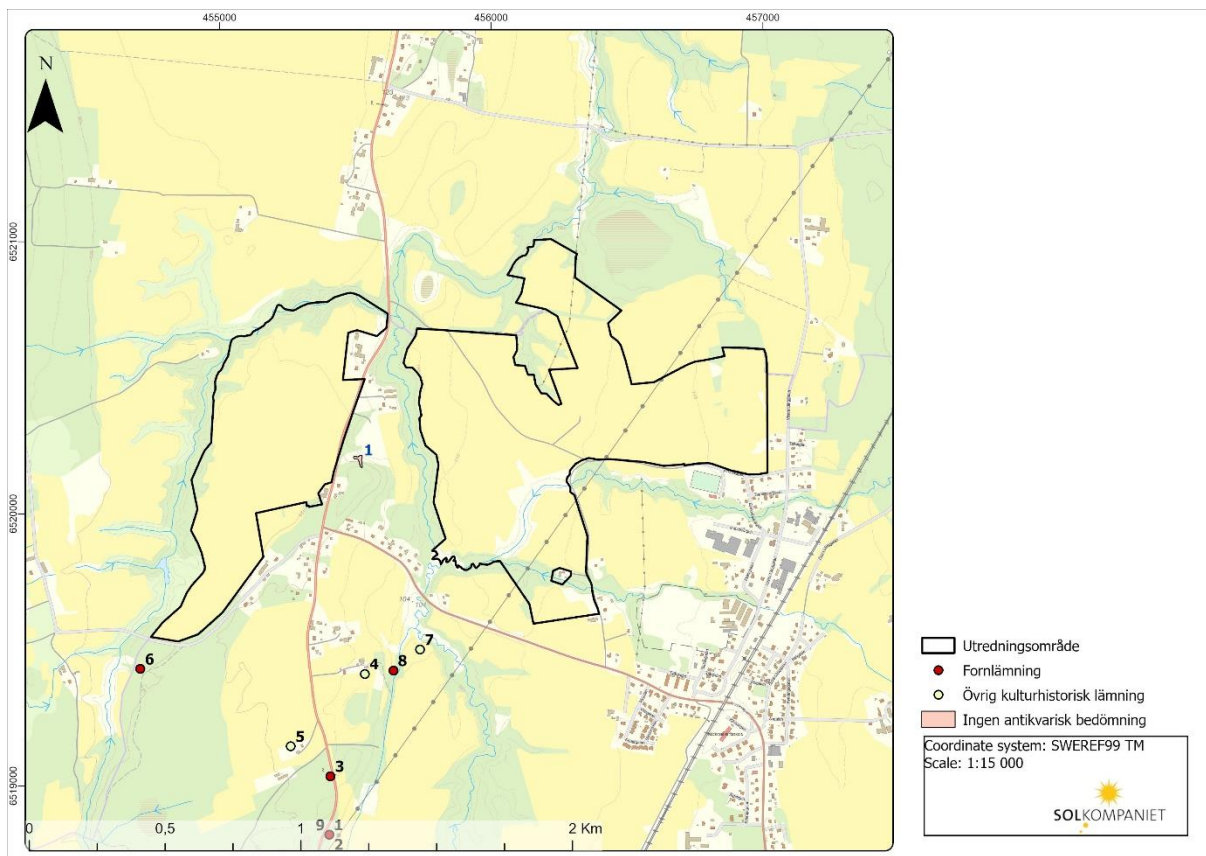 455000 456000 457000
N
6521000
6520000
6519000
1
2
7
4 8
6
5
3
9 1
2
0 0,5 1 2 Km
Utredningsområde
Fornlämning
Övrig kulturhistorisk lämning
Ingen antikvarisk bedömning
Coordinate system: SWEREF99 TM
Scale: 1:15 000
SOLKOMPANIET